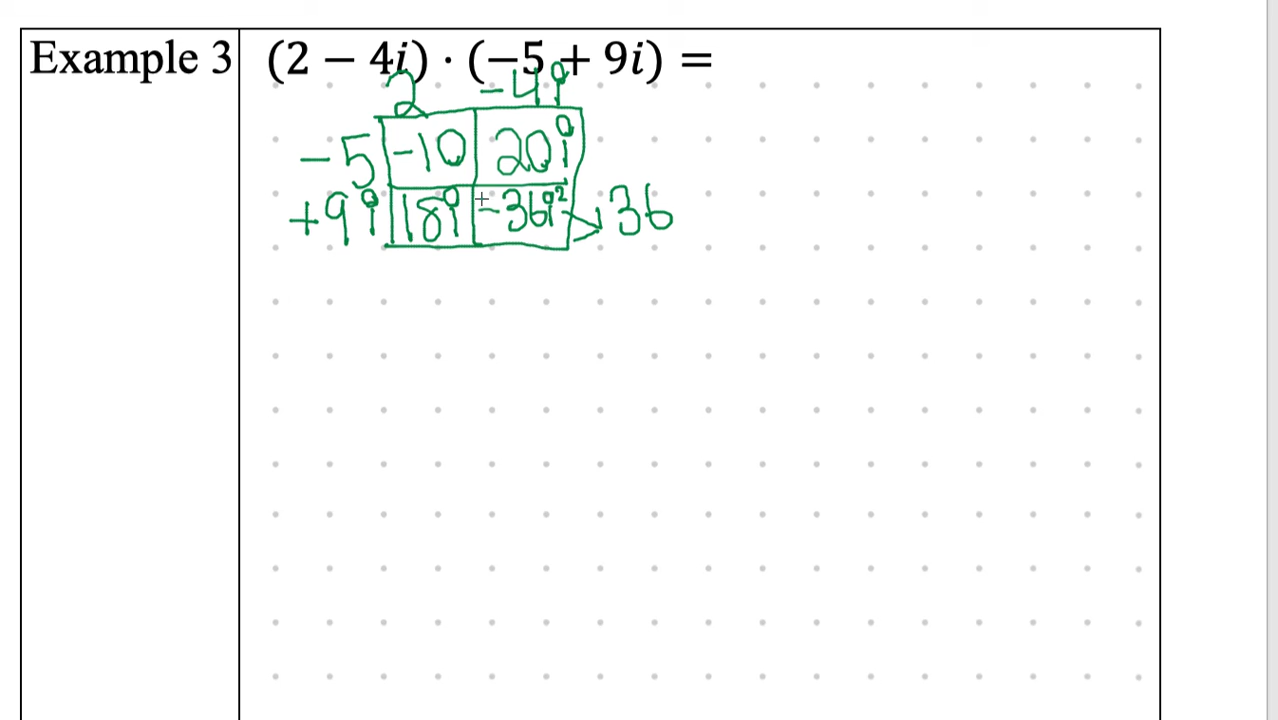 Example 3 (2 − 4i) · (−5 + 9i) =
2 -4i
-5 -10 20i
+9i 18i -36i² 36